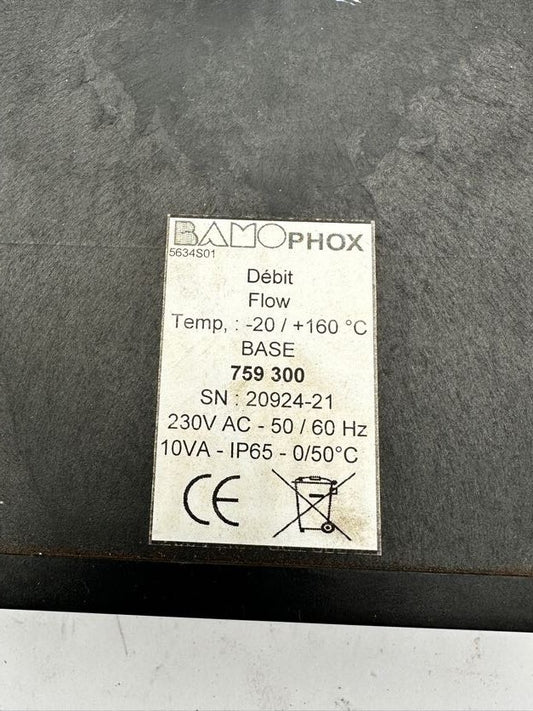 BAMOPHOX
5634S01
Débit
Flow
Temp, : -20 / +160 °C
BASE
759 300
SN : 20924-21
230V AC - 50 / 60 Hz
10VA - IP65 - 0/50°C
CE